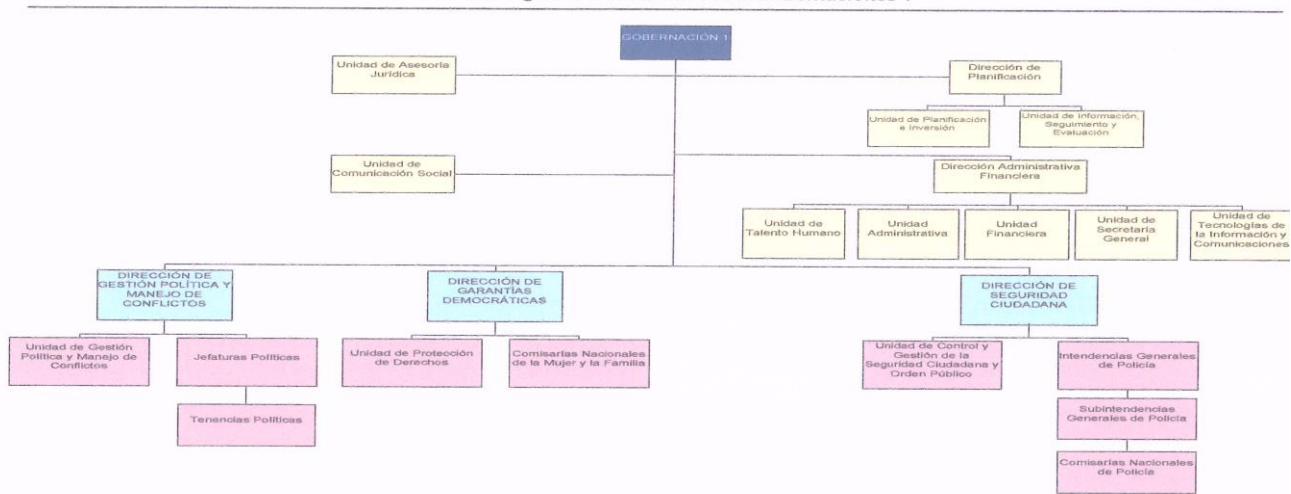 GOBERNACIÓN 1
Unidad de Asesoría
Jurídica
Dirección de
Planificación
Unidad de Planificación
e Inversión
Unidad de Información,
Seguimiento y
Evaluación
Unidad de
Comunicación Social
Dirección Administrativa
Financiera
Unidad de
Talento Humano
Unidad
Administrativa
Unidad
Financiera
Unidad de
Secretaría
General
Unidad de
Tecnologías de
la Información y
Comunicaciones
DIRECCIÓN DE
GESTIÓN POLÍTICA Y
MANEJO DE
CONFLICTOS
DIRECCIÓN DE
GARANTÍAS
DEMOCRÁTICAS
DIRECCIÓN DE
SEGURIDAD
CIUDADANA
Unidad de Gestión
Política y Manejo de
Conflictos
Jefaturas Políticas
Tenencias Políticas
Unidad de Protección
de Derechos
Comisarías Nacionales
de la Mujer y la Familia
Unidad de Control y
Gestión de la
Seguridad Ciudadana y
Orden Público
Intendencias Generales
de Policía
Subintendencias
Generales de Policía
Comisarías Nacionales
de Policía